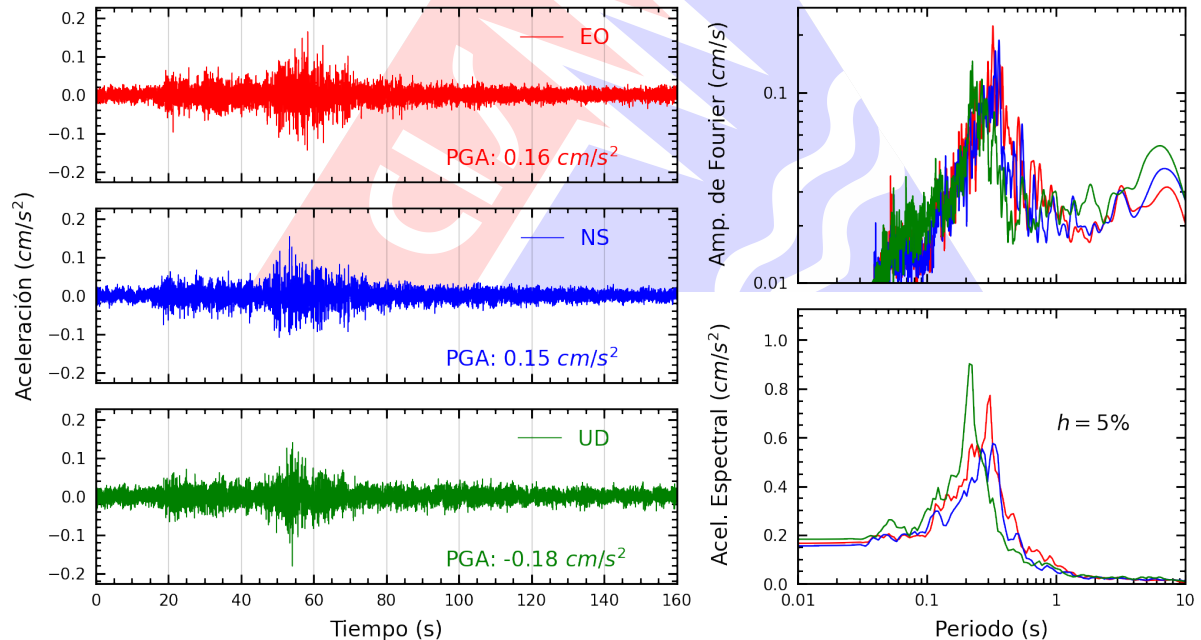 Aceleración (cm/s²)
0.2
0.1
0.0
−0.1
−0.2
EO
PGA: 0.16 cm/s²
0.2
0.1
0.0
−0.1
−0.2
NS
PGA: 0.15 cm/s²
0.2
0.1
0.0
−0.1
−0.2
UD
PGA: -0.18 cm/s²
0 20 40 60 80 100 120 140 160
Tiempo (s)
Amp. de Fourier (cm/s)
0.1
0.01
Acel. Espectral (cm/s²)
1.0
0.8
0.6
0.4
0.2
0.0
h = 5%
0.01 0.1 1 10
Periodo (s)